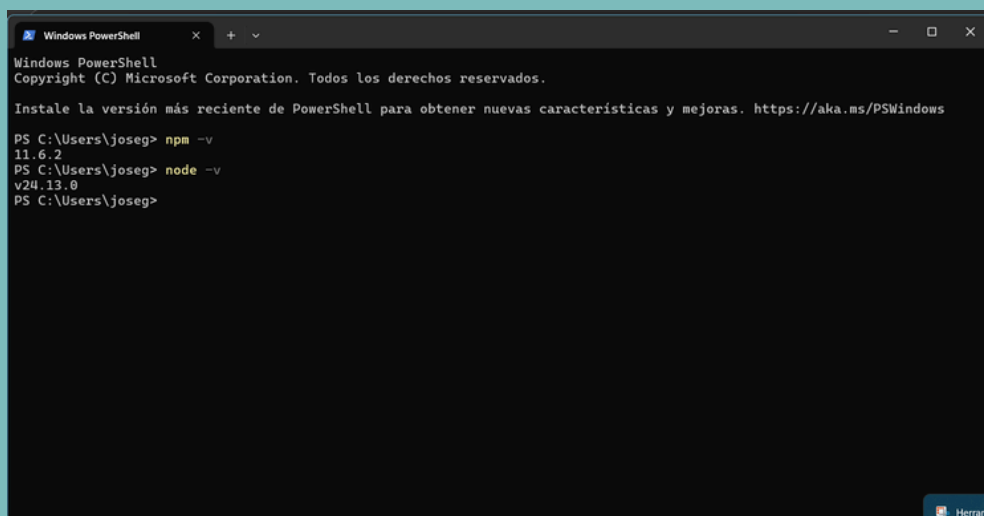 Windows PowerShell
Windows PowerShell
Copyright (C) Microsoft Corporation. Todos los derechos reservados.
Instale la versión más reciente de PowerShell para obtener nuevas características y mejoras. https://aka.ms/PSWindows
PS C:\Users\joseg> npm -v
11.6.2
PS C:\Users\joseg> node -v
v24.13.0
PS C:\Users\joseg>